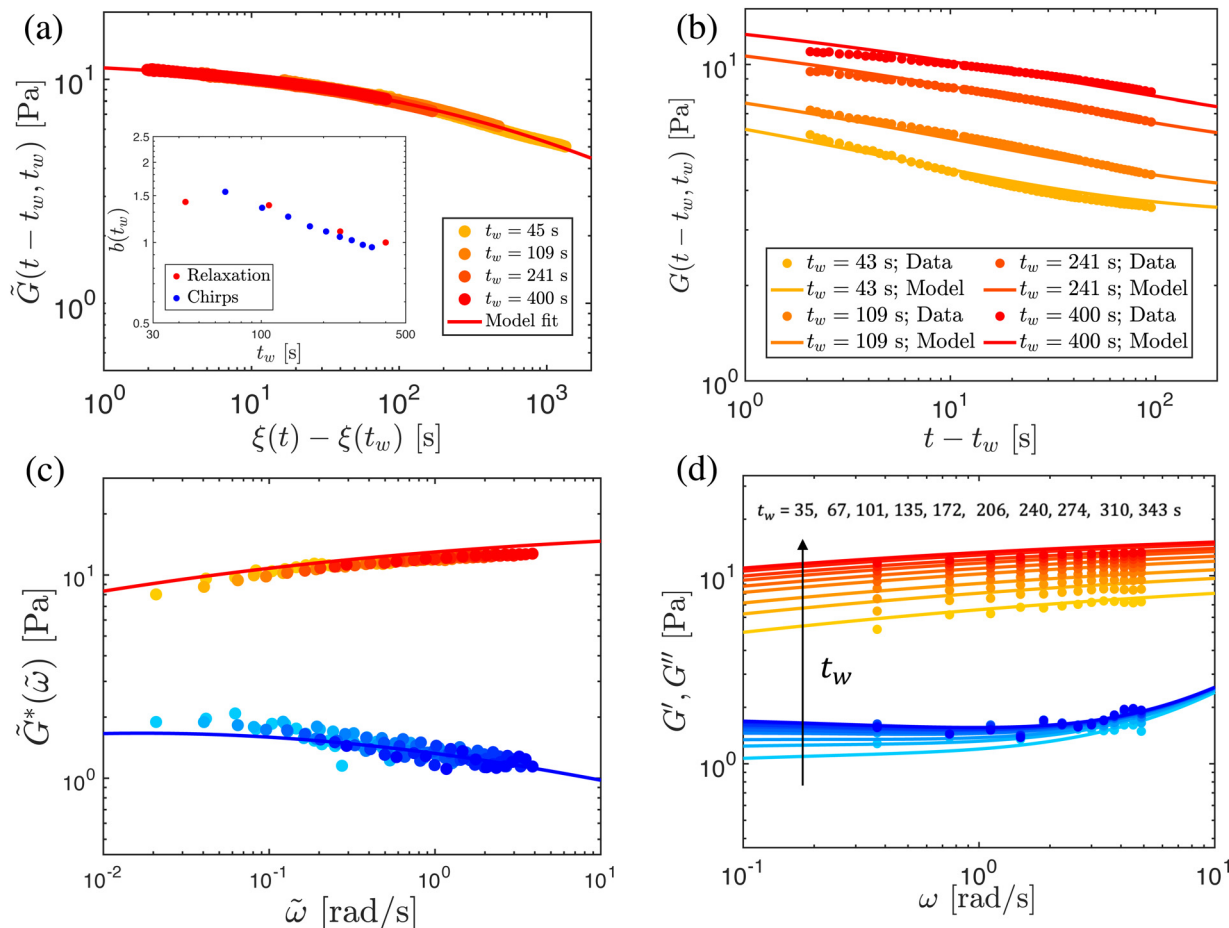 (a)
G̃(t − t_w, t_w) [Pa]
10^1
10^0
10^0 10^1 10^2 10^3
ξ(t) − ξ(t_w) [s]
b(t_w)
2.5
2
1.5
1
0.5
30 100 500
t_w [s]
Relaxation
Chirps
t_w = 45 s
t_w = 109 s
t_w = 241 s
t_w = 400 s
Model fit
(b)
G(t − t_w, t_w) [Pa]
10^1
10^0
10^0 10^1 10^2
t − t_w [s]
t_w = 43 s; Data
t_w = 43 s; Model
t_w = 109 s; Data
t_w = 109 s; Model
t_w = 241 s; Data
t_w = 241 s; Model
t_w = 400 s; Data
t_w = 400 s; Model
(c)
G̃*(ω̃) [Pa]
10^1
10^0
10^-2 10^-1 10^0 10^1
ω̃ [rad/s]
(d)
G′, G″ [Pa]
10^1
10^0
t_w = 35, 67, 101, 135, 172, 206, 240, 274, 310, 343 s
t_w
10^-1 10^0 10^1
ω [rad/s]